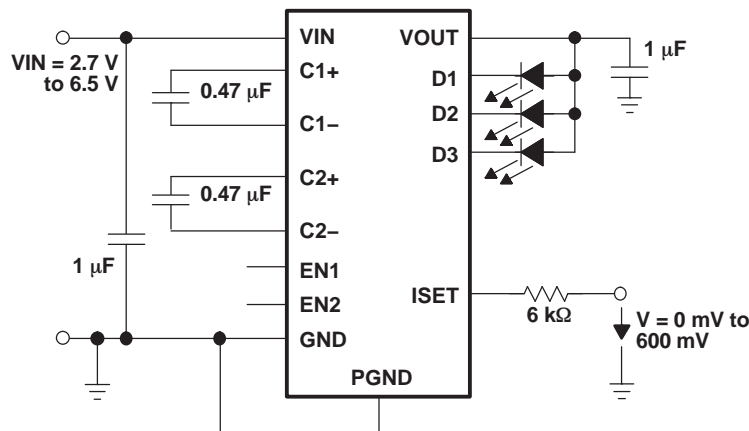 VIN = 2.7 V
to 6.5 V
VIN
VOUT
1 μF
C1+
0.47 μF
C1−
D1
D2
D3
C2+
0.47 μF
C2−
1 μF
EN1
EN2
GND
ISET
6 kΩ
V = 0 mV to
600 mV
PGND